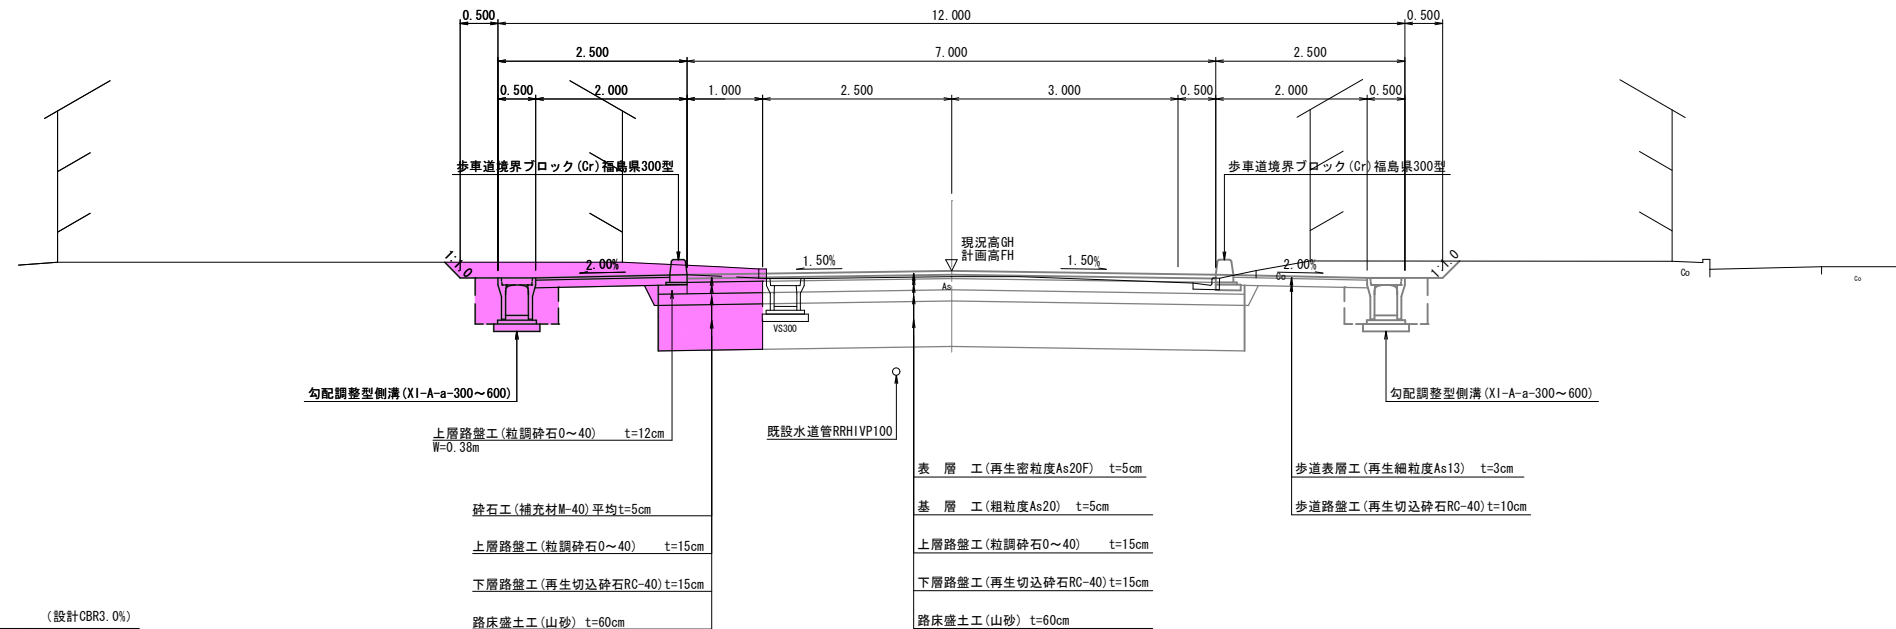 0.500
12.000
0.500
2.500
7.000
2.500
0.500
2.000
1.000
2.500
3.000
0.500
2.000
0.500
歩車道境界ブロック(Cr)福島県300型
歩車道境界ブロック(Cr)福島県300型
現況高GH
計画高FH
1:1.0
2.00%
1.50%
1.50%
2.00%
1:1.0
As
Co
Co
Co
VS300
勾配調整型側溝(XI-A-a-300～600)
勾配調整型側溝(XI-A-a-300～600)
上層路盤工(粒調砕石0～40) t=12cm
W=0.38m
既設水道管RRHIVP100
表 層 工(再生密粒度As20F) t=5cm
歩道表層工(再生細粒度As13) t=3cm
砕石工(補充材M-40)平均t=5cm
基 層 工(粗粒度As20) t=5cm
歩道路盤工(再生切込砕石RC-40)t=10cm
上層路盤工(粒調砕石0～40) t=15cm
上層路盤工(粒調砕石0～40) t=15cm
下層路盤工(再生切込砕石RC-40)t=15cm
下層路盤工(再生切込砕石RC-40)t=15cm
(設計CBR3.0%)
路床盛土工(山砂) t=60cm
路床盛土工(山砂) t=60cm